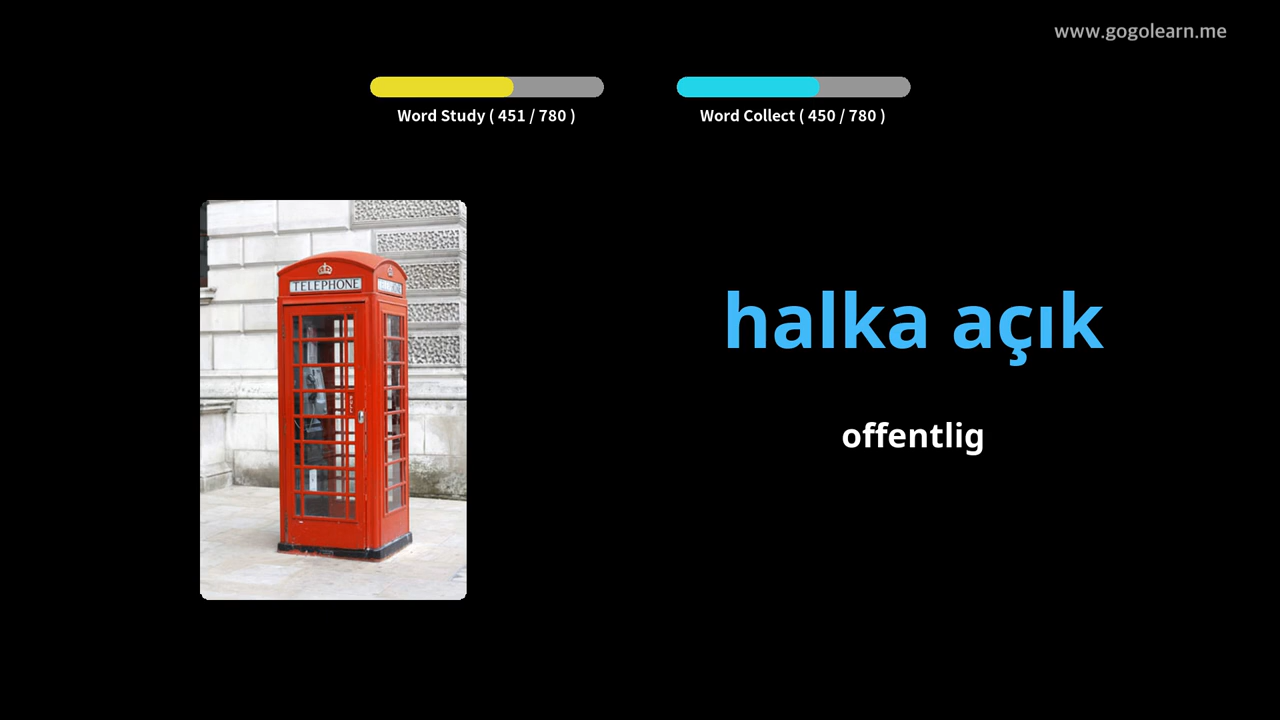 www.gogolearn.me
Word Study ( 451 / 780 )
Word Collect ( 450 / 780 )
TELEPHONE
halka açık
offentlig